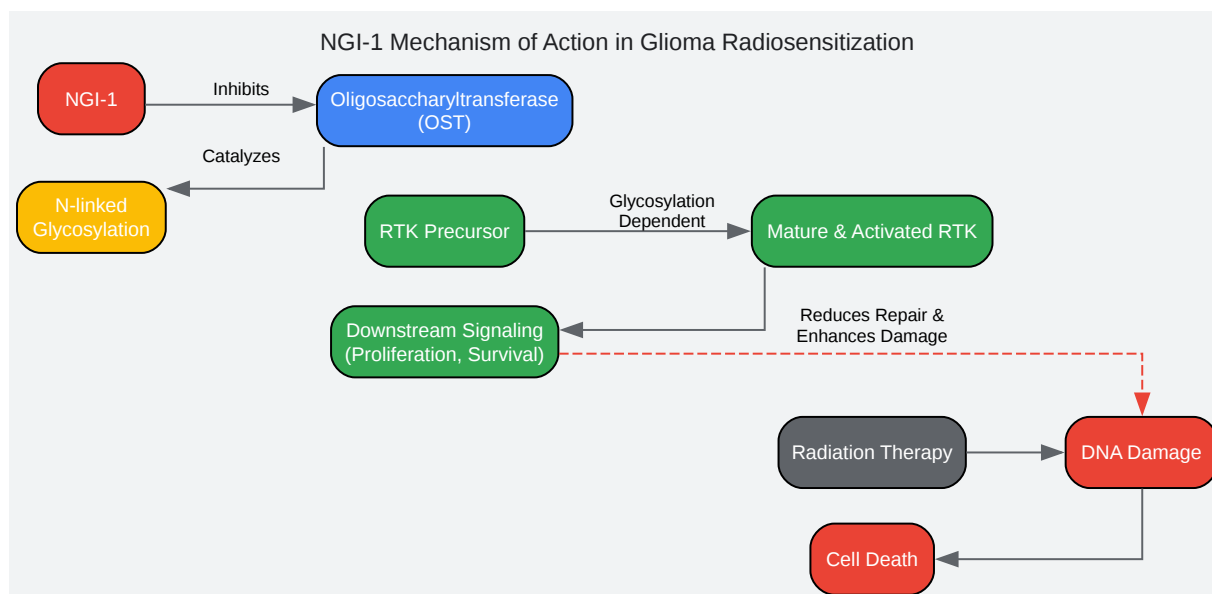 NGI-1 Mechanism of Action in Glioma Radiosensitization
NGI-1
Inhibits
Oligosaccharyltransferase
(OST)
Catalyzes
N-linked
Glycosylation
RTK Precursor
Glycosylation
Dependent
Mature & Activated RTK
Downstream Signaling
(Proliferation, Survival)
Reduces Repair &
Enhances Damage
Radiation Therapy
DNA Damage
Cell Death